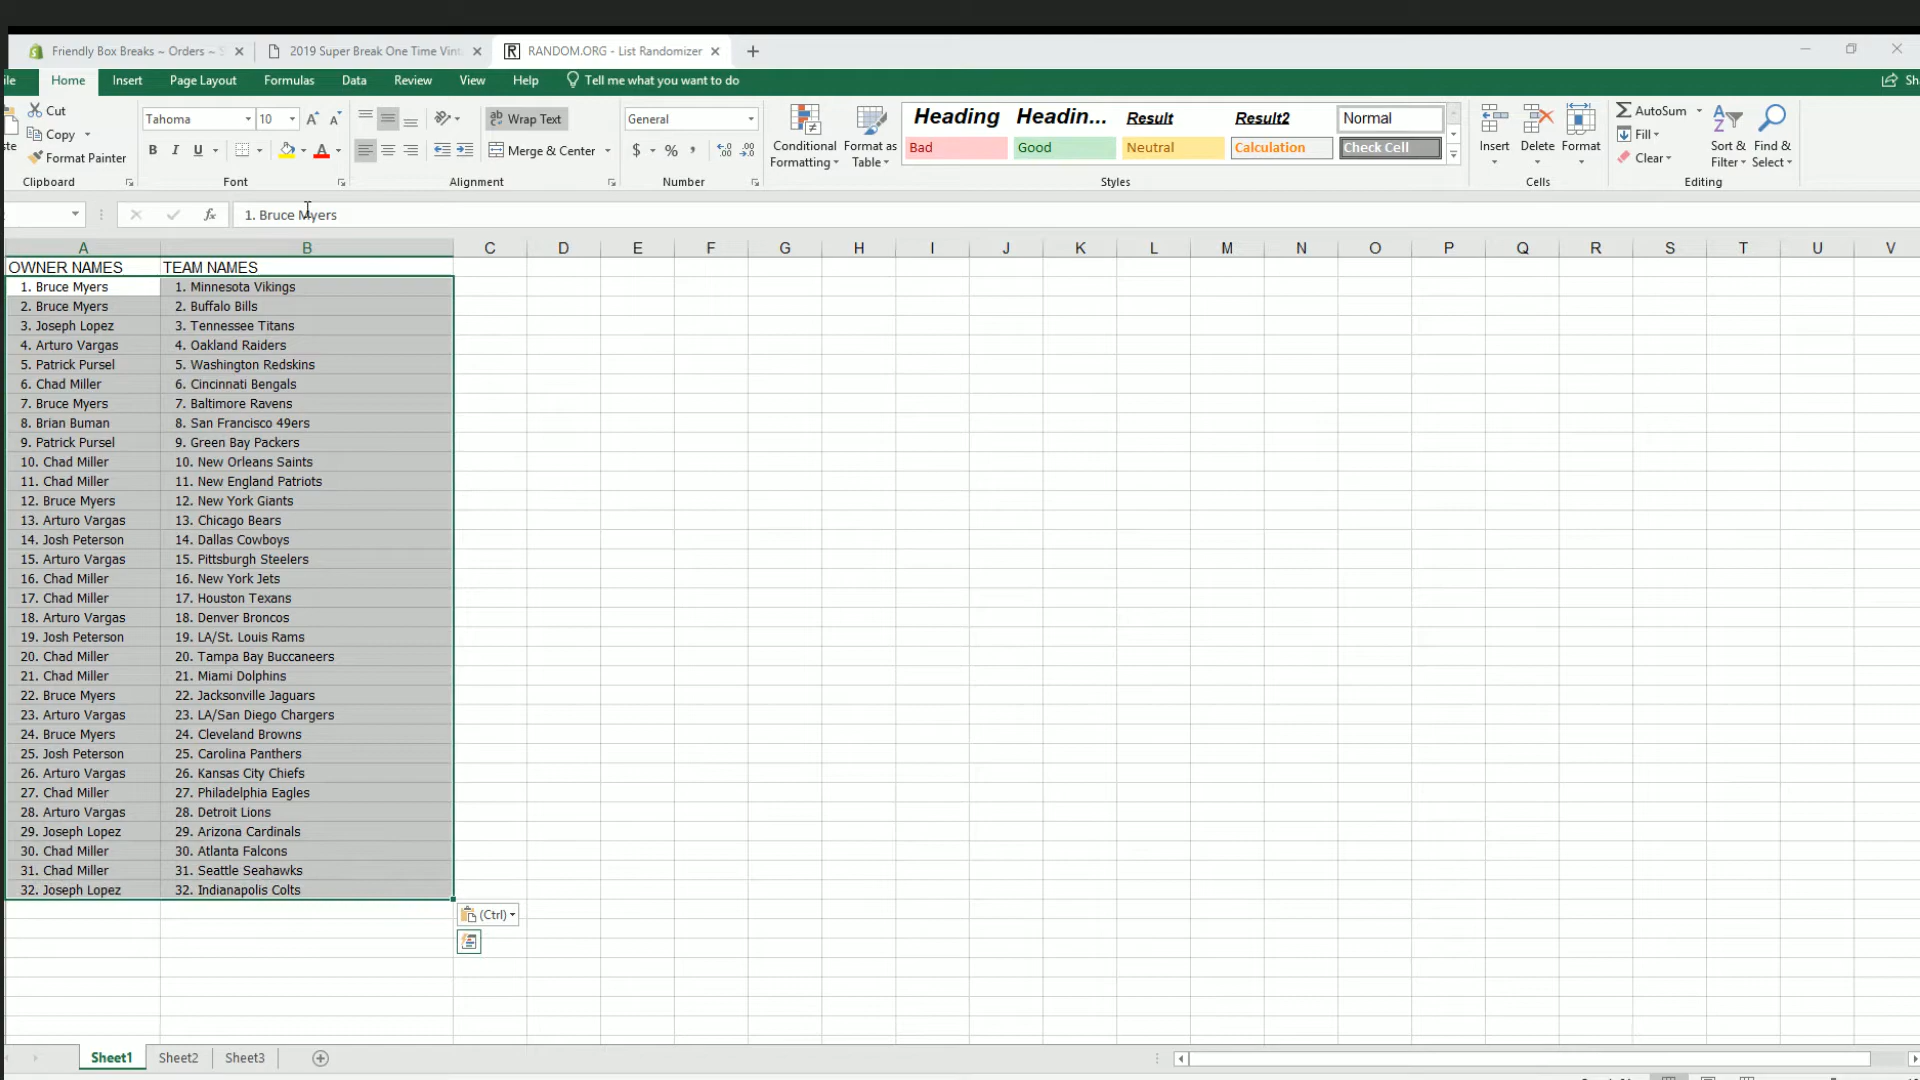 Friendly Box Breaks ~ Orders ~
2019 Super Break One Time Vint
RANDOM.ORG - List Randomizer
Home Insert Page Layout Formulas Data Review View Help Tell me what you want to do
Cut
Copy
Format Painter
Clipboard
Tahoma 10
B I U
Font
Wrap Text
Merge & Center
Alignment
General
$ % ,
Number
Conditional Formatting
Format as Table
Heading Headin... Result Result2 Normal
Bad Good Neutral Calculation Check Cell
Styles
Insert Delete Format
Cells
AutoSum
Fill
Clear
Sort & Filter
Find & Select
Editing
fx 1. Bruce Myers
A B C D E F G H I J K L M N O P Q R S T U V
OWNER NAMES TEAM NAMES
1. Bruce Myers 1. Minnesota Vikings
2. Bruce Myers 2. Buffalo Bills
3. Joseph Lopez 3. Tennessee Titans
4. Arturo Vargas 4. Oakland Raiders
5. Patrick Pursel 5. Washington Redskins
6. Chad Miller 6. Cincinnati Bengals
7. Bruce Myers 7. Baltimore Ravens
8. Brian Buman 8. San Francisco 49ers
9. Patrick Pursel 9. Green Bay Packers
10. Chad Miller 10. New Orleans Saints
11. Chad Miller 11. New England Patriots
12. Bruce Myers 12. New York Giants
13. Arturo Vargas 13. Chicago Bears
14. Josh Peterson 14. Dallas Cowboys
15. Arturo Vargas 15. Pittsburgh Steelers
16. Chad Miller 16. New York Jets
17. Chad Miller 17. Houston Texans
18. Arturo Vargas 18. Denver Broncos
19. Josh Peterson 19. LA/St. Louis Rams
20. Chad Miller 20. Tampa Bay Buccaneers
21. Chad Miller 21. Miami Dolphins
22. Bruce Myers 22. Jacksonville Jaguars
23. Arturo Vargas 23. LA/San Diego Chargers
24. Bruce Myers 24. Cleveland Browns
25. Josh Peterson 25. Carolina Panthers
26. Arturo Vargas 26. Kansas City Chiefs
27. Chad Miller 27. Philadelphia Eagles
28. Arturo Vargas 28. Detroit Lions
29. Joseph Lopez 29. Arizona Cardinals
30. Chad Miller 30. Atlanta Falcons
31. Chad Miller 31. Seattle Seahawks
32. Joseph Lopez 32. Indianapolis Colts
(Ctrl)
Sheet1 Sheet2 Sheet3